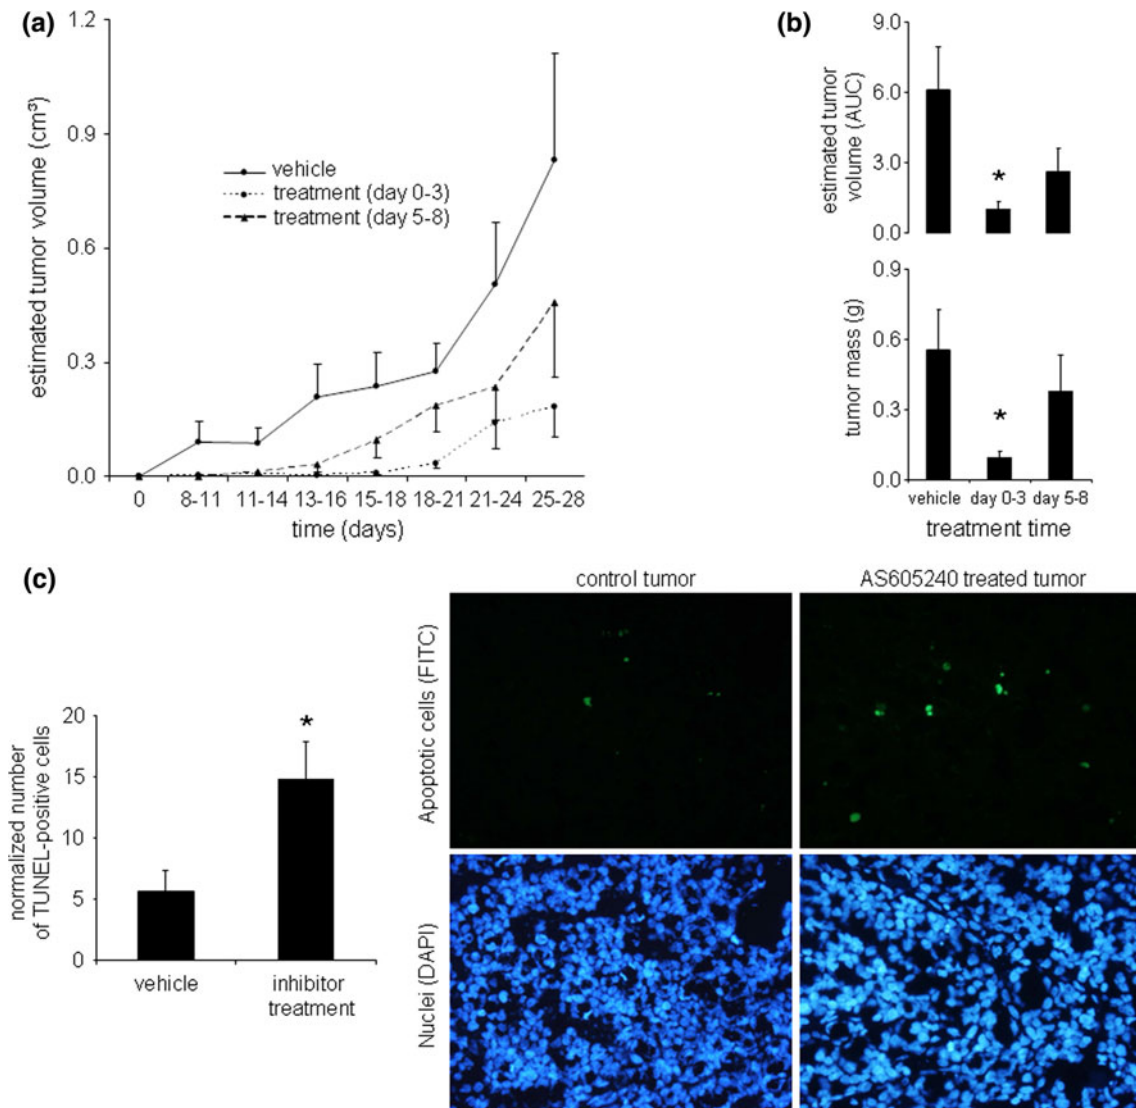 (a)
1.2
0.9
0.6
0.3
0.0
estimated tumor volume (cm³)
vehicle
treatment (day 0-3)
treatment (day 5-8)
0 8-11 11-14 13-16 15-18 18-21 21-24 25-28
time (days)
(b)
9.0
6.0
3.0
0.0
estimated tumor
volume (AUC)
*
0.9
0.6
0.3
0.0
tumor mass (g)
*
vehicle day 0-3 day 5-8
treatment time
(c)
20
15
10
5
0
normalized number
of TUNEL-positive cells
*
vehicle inhibitor
treatment
control tumor AS605240 treated tumor
Apoptotic cells (FITC)
Nuclei (DAPI)